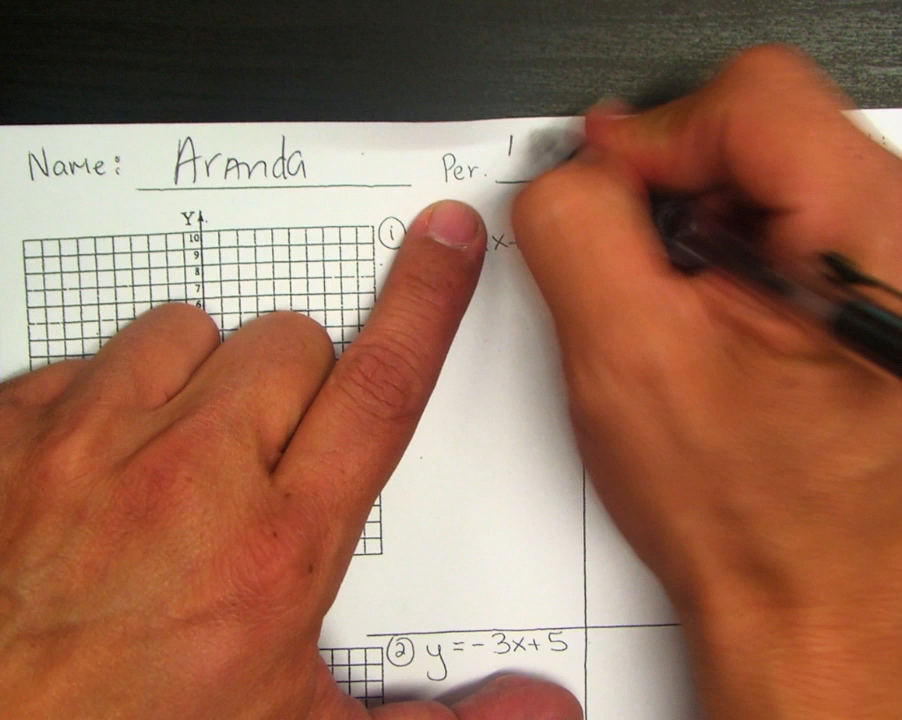 Name: Aranda Per. 1
Y
10
9
8
7
6
① x-
② y = -3x+5